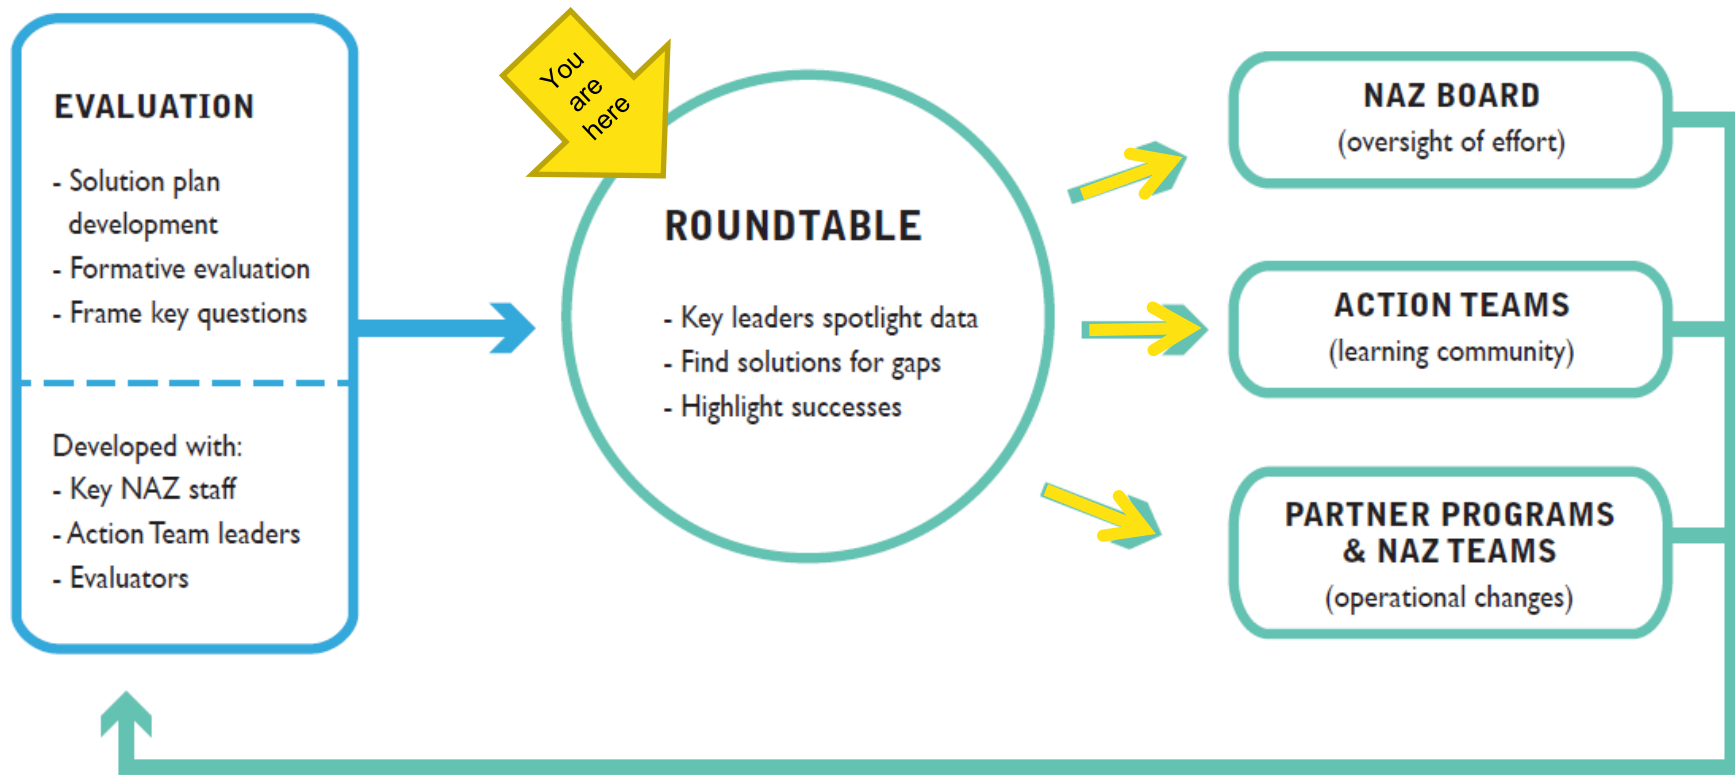 EVALUATION
- Solution plan
development
- Formative evaluation
- Frame key questions
Developed with:
- Key NAZ staff
- Action Team leaders
- Evaluators
You
are
here
ROUNDTABLE
- Key leaders spotlight data
- Find solutions for gaps
- Highlight successes
NAZ BOARD
(oversight of effort)
ACTION TEAMS
(learning community)
PARTNER PROGRAMS
& NAZ TEAMS
(operational changes)